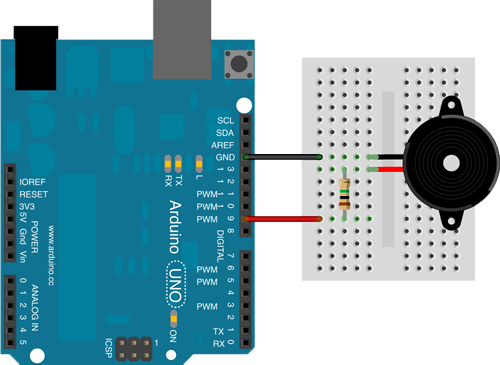 SCL
SDA
AREF
GND
13
12
PWM 11
PWM 10
PWM 9
8
DIGITAL
7
PWM 6
PWM 5
4
PWM 3
2
TX 1
RX 0
RX
TX
L
Arduino
UNO
ON
ICSP
1
www.arduino.cc
IOREF
RESET
3V3
5V
Gnd
Vin
POWER
ANALOG IN
0
1
2
3
4
5